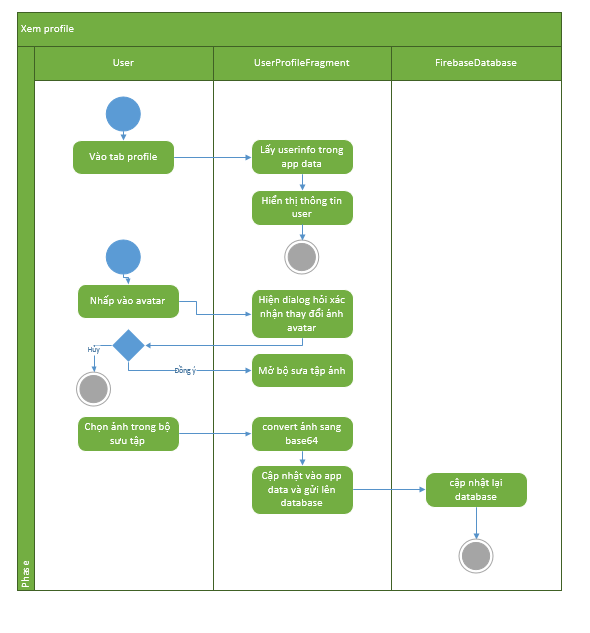 Xem profile
User
UserProfileFragment
FirebaseDatabase
Vào tab profile
Lấy userinfo trong
app data
Hiển thị thông tin
user
Nhấp vào avatar
Hiện dialog hỏi xác
nhận thay đổi ảnh
avatar
Hủy
Đồng ý
Mở bộ sưa tập ảnh
Chọn ảnh trong bộ
sưu tập
convert ảnh sang
base64
Cập nhật vào app
data và gửi lên
database
cập nhật lại
database
Phase